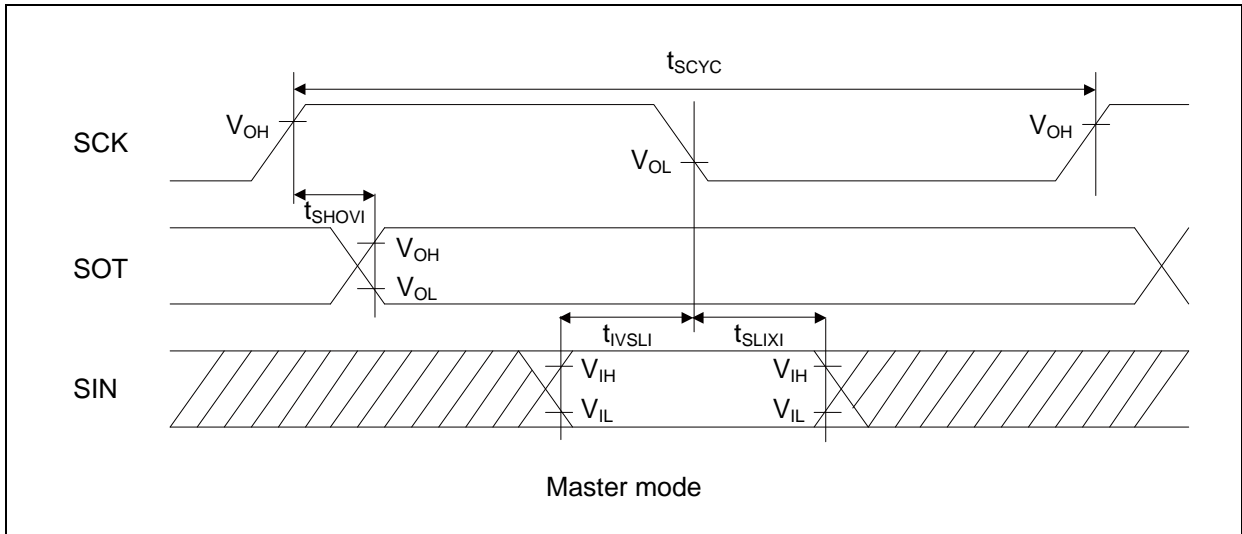 tSCYC
SCK
VOH
VOL
VOH
tSHOVI
SOT
VOH
VOL
tIVSLI
tSLIXI
SIN
VIH
VIH
VIL
VIL
Master mode